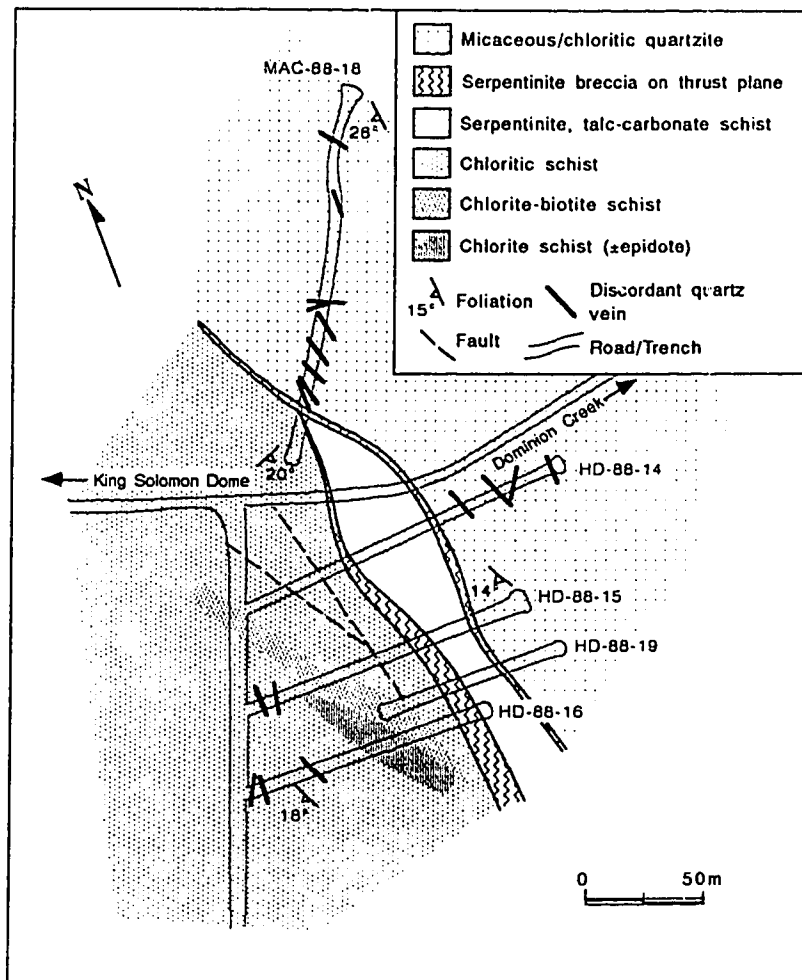 Micaceous/chloritic quartzite
Serpentinite breccia on thrust plane
Serpentinite, talc-carbonate schist
Chloritic schist
Chlorite-biotite schist
Chlorite schist (±epidote)
15° Foliation
Discordant quartz
vein
Fault
Road/Trench
MAC-88-18
26°
N
Dominion Creek
King Solomon Dome
20°
HD-88-14
14°
HD-88-15
HD-88-19
HD-88-16
18°
0 50m